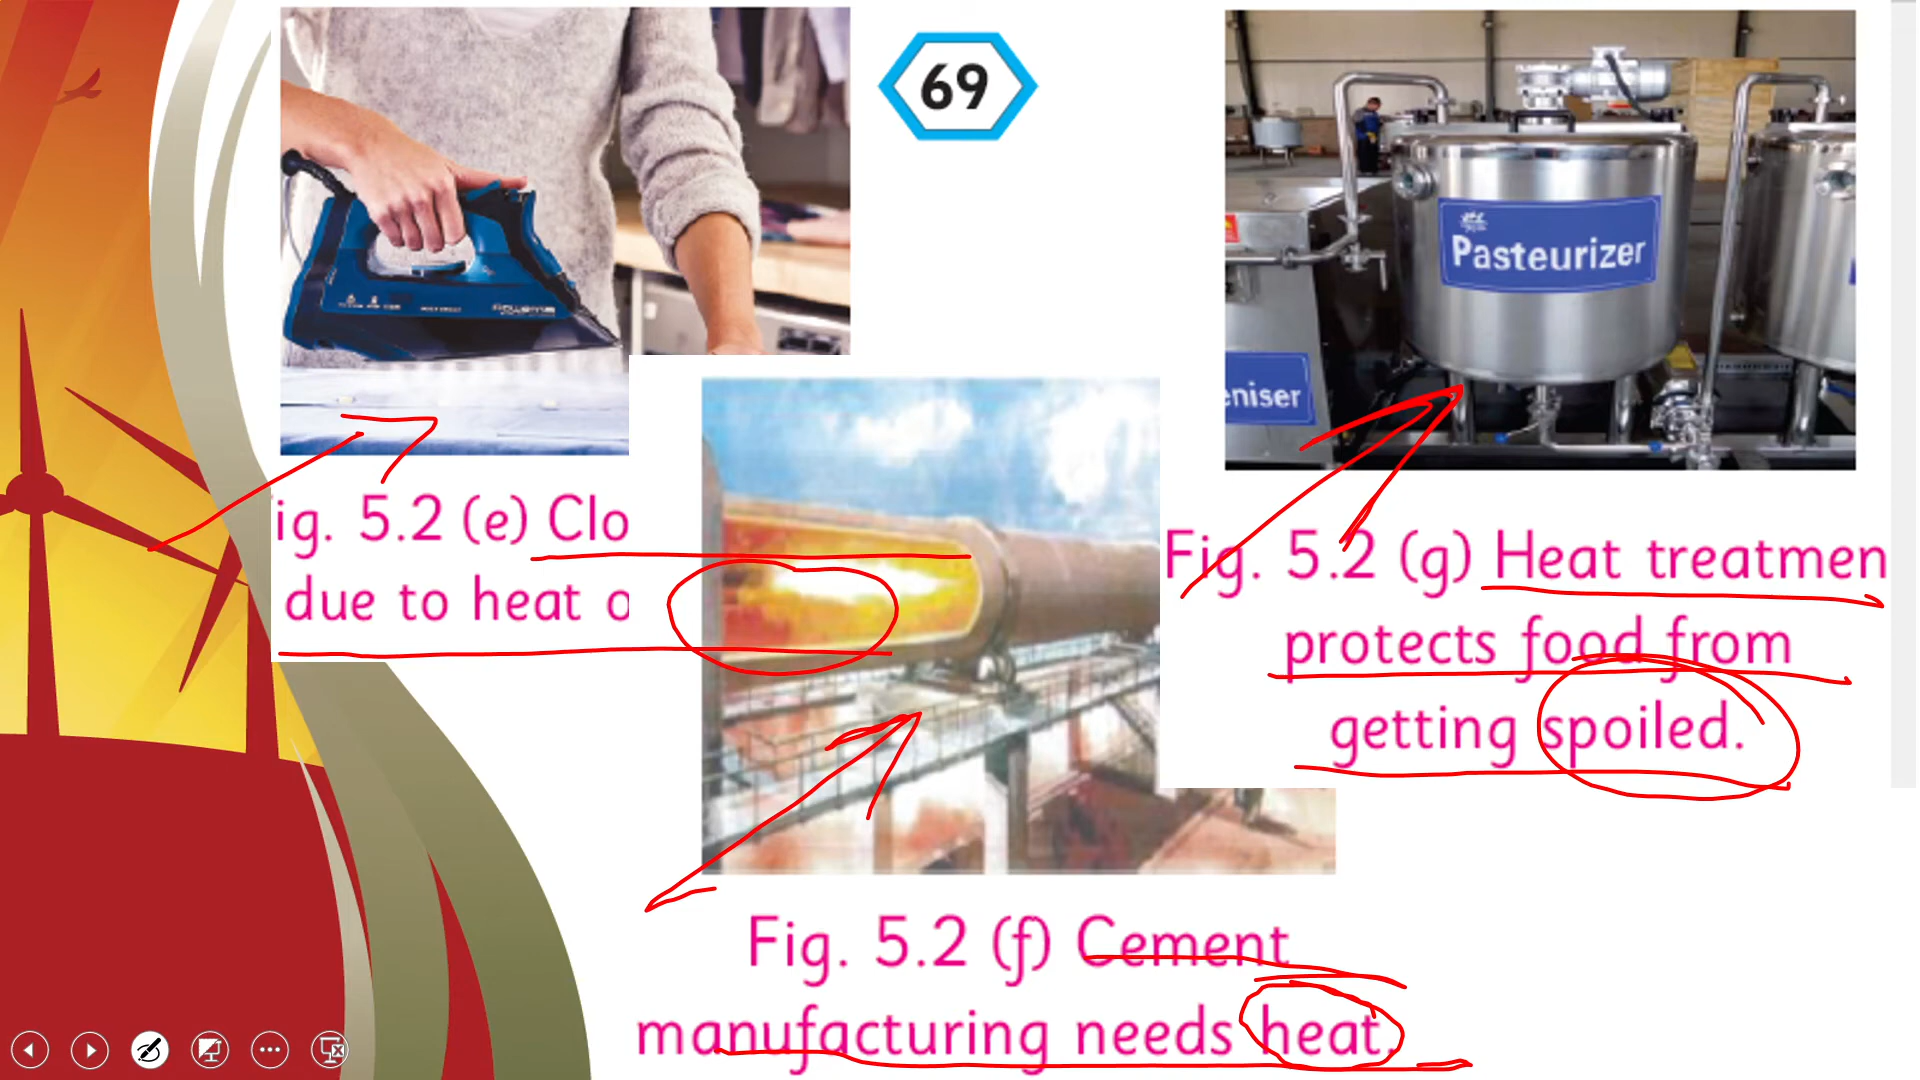 69
Pasteurizer
eniser
ig. 5.2 (e) Clo
due to heat o
Fig. 5.2 (g) Heat treatmen
protects food from
getting spoiled.
Fig. 5.2 (f) Cement
manufacturing needs heat.